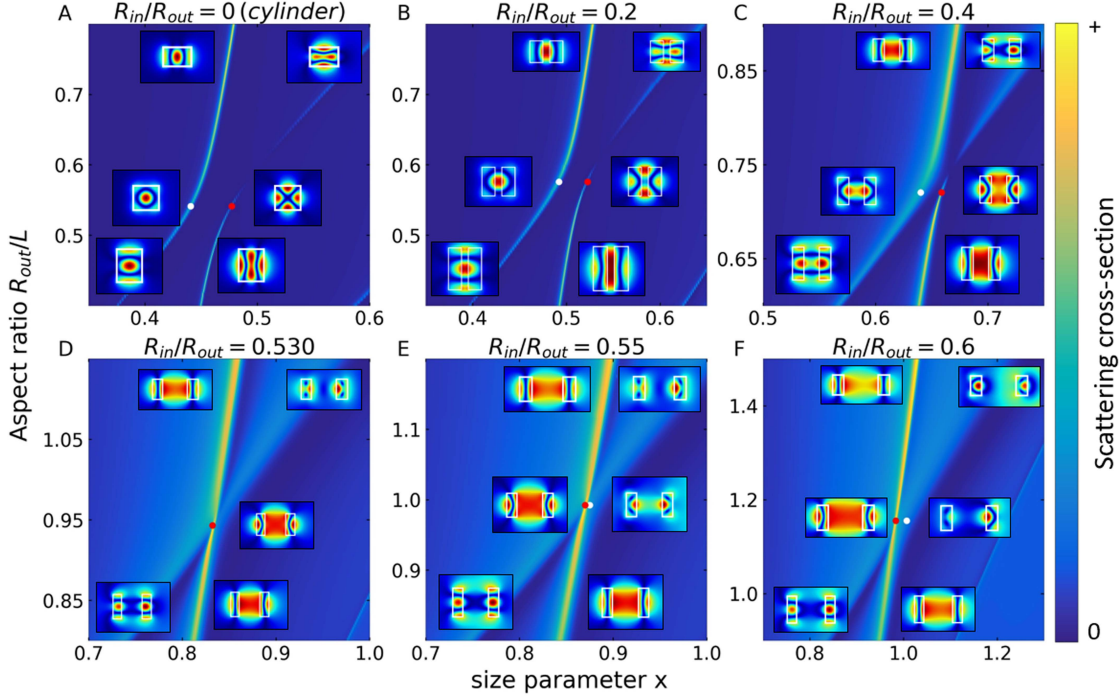 A R_in/R_out = 0 (cylinder)
B R_in/R_out = 0.2
C R_in/R_out = 0.4
+
0.7
0.6
0.5
0.4 0.5 0.6
0.7
0.6
0.5
0.4 0.5 0.6
0.85
0.75
0.65
0.5 0.6 0.7
Aspect ratio R_out/L
Scattering cross-section
D R_in/R_out = 0.530
E R_in/R_out = 0.55
F R_in/R_out = 0.6
1.05
0.95
0.85
0.7 0.8 0.9 1.0
1.1
1.0
0.9
0.7 0.8 0.9 1.0
1.4
1.2
1.0
0.8 1.0 1.2
0
size parameter x